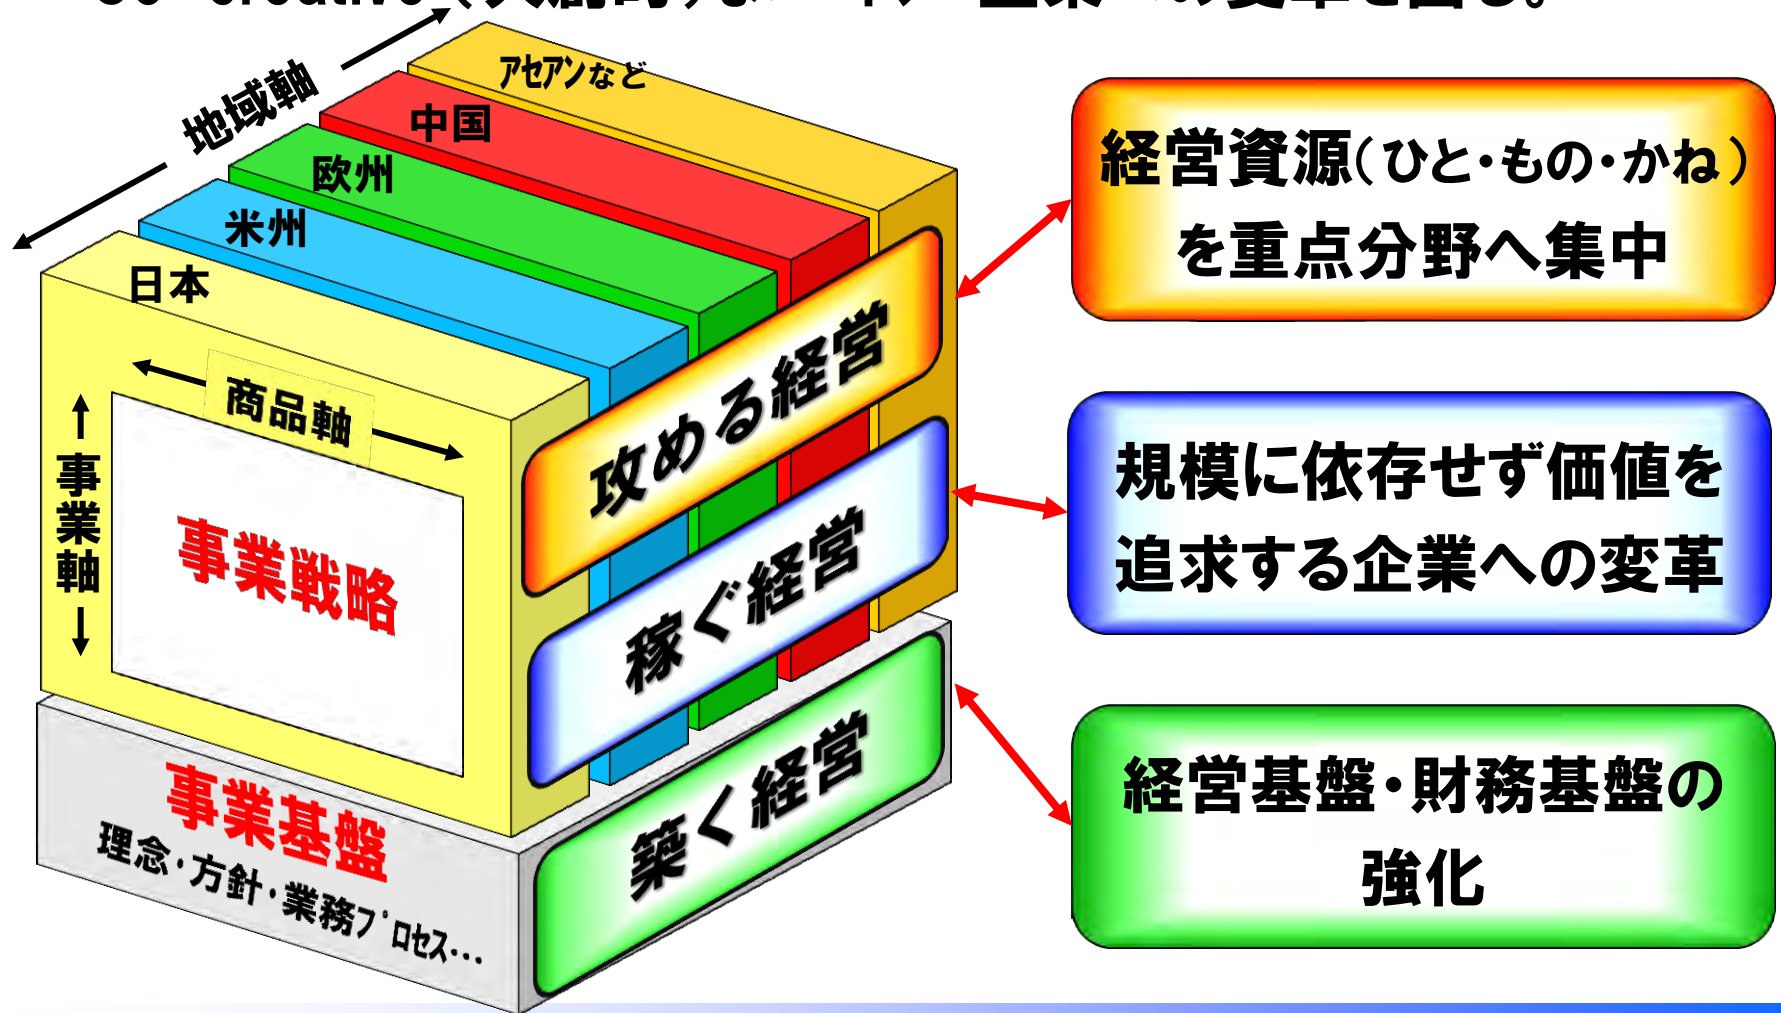 地域軸
アセアンなど
中国
欧州
米州
日本
商品軸
事業軸
事業戦略
攻める経営
稼ぐ経営
築く経営
事業基盤
理念・方針・業務プロセス…
経営資源(ひと・もの・かね)
を重点分野へ集中
規模に依存せず価値を
追求する企業への変革
経営基盤・財務基盤の
強化